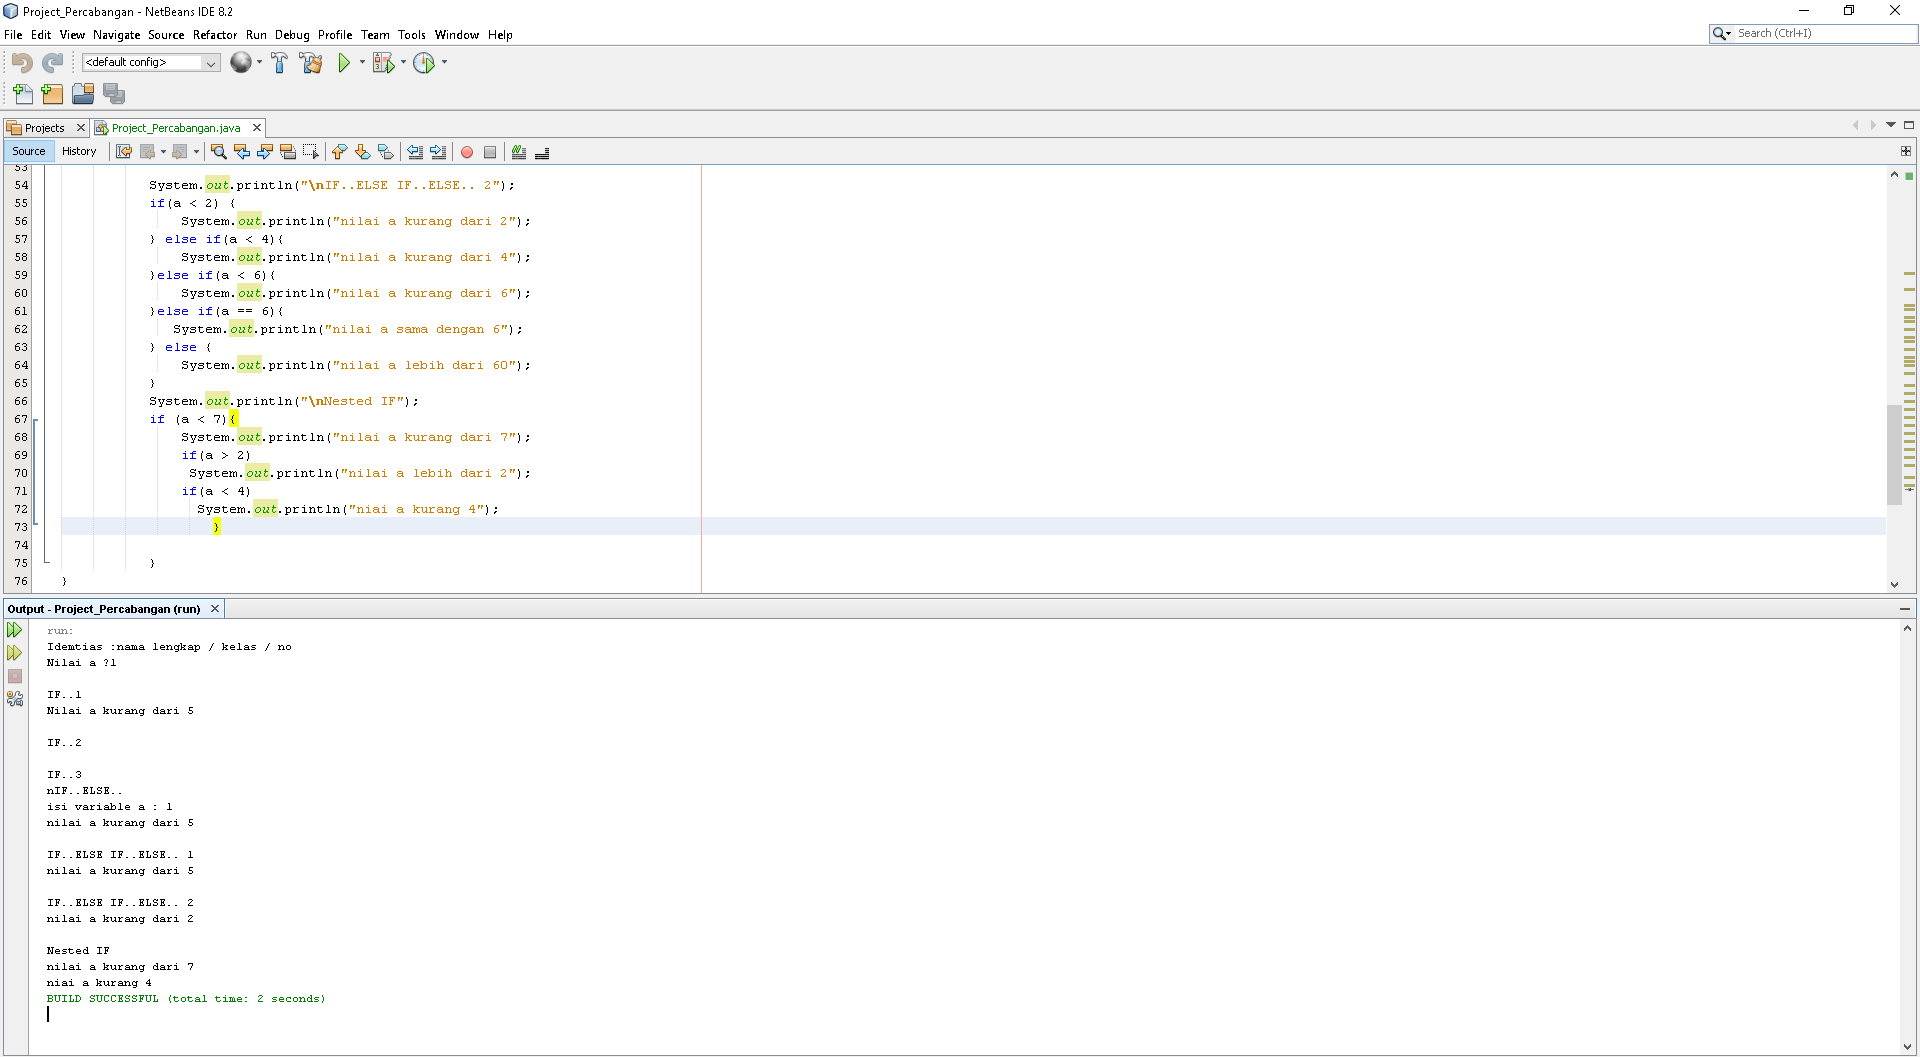 Project_Percabangan - NetBeans IDE 8.2
File Edit View Navigate Source Refactor Run Debug Profile Team Tools Window Help
Search (Ctrl+I)
<default config>
Projects
Project_Percabangan.java
Source History
53
54 System.out.println("\nIF..ELSE IF..ELSE.. 2");
55 if(a < 2) {
56 System.out.println("nilai a kurang dari 2");
57 } else if(a < 4){
58 System.out.println("nilai a kurang dari 4");
59 }else if(a < 6){
60 System.out.println("nilai a kurang dari 6");
61 }else if(a == 6){
62 System.out.println("nilai a sama dengan 6");
63 } else {
64 System.out.println("nilai a lebih dari 60");
65 }
66 System.out.println("\nNested IF");
67 if (a < 7){
68 System.out.println("nilai a kurang dari 7");
69 if(a > 2)
70 System.out.println("nilai a lebih dari 2");
71 if(a < 4)
72 System.out.println("niai a kurang 4");
73 }
74
75 }
76 }
Output - Project_Percabangan (run)
run:
Idemtias :nama lengkap / kelas / no
Nilai a ?1
IF..1
Nilai a kurang dari 5
IF..2
IF..3
nIF..ELSE..
isi variable a : 1
nilai a kurang dari 5
IF..ELSE IF..ELSE.. 1
nilai a kurang dari 5
IF..ELSE IF..ELSE.. 2
nilai a kurang dari 2
Nested IF
nilai a kurang dari 7
niai a kurang 4
BUILD SUCCESSFUL (total time: 2 seconds)